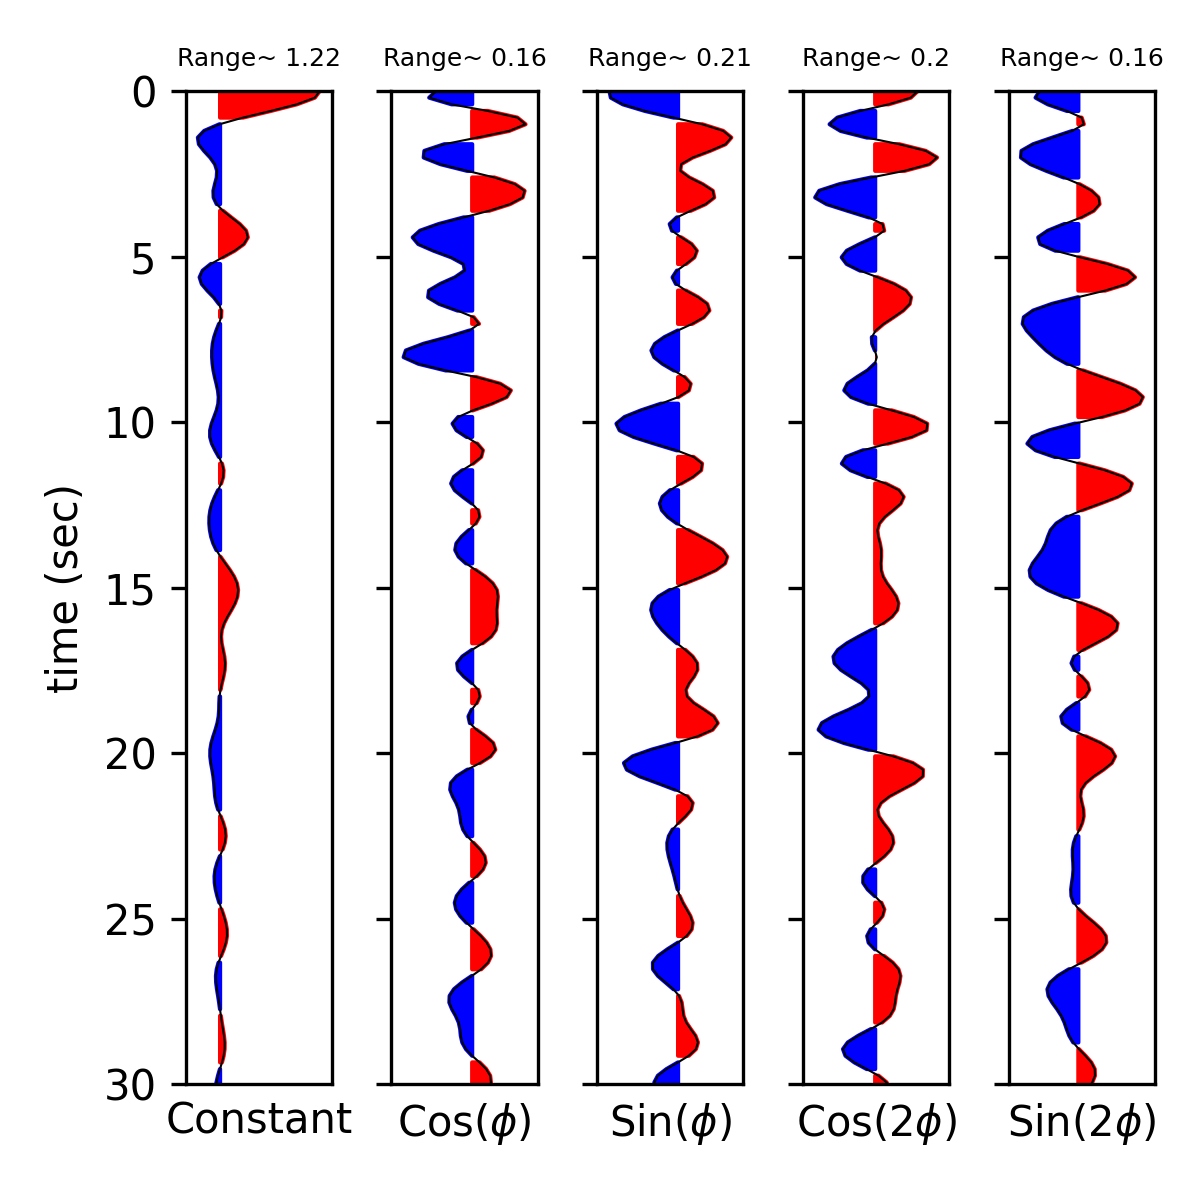 Range~ 1.22
Range~ 0.16
Range~ 0.21
Range~ 0.2
Range~ 0.16
0
5
10
15
20
25
30
time (sec)
Constant
Cos(ϕ)
Sin(ϕ)
Cos(2ϕ)
Sin(2ϕ)